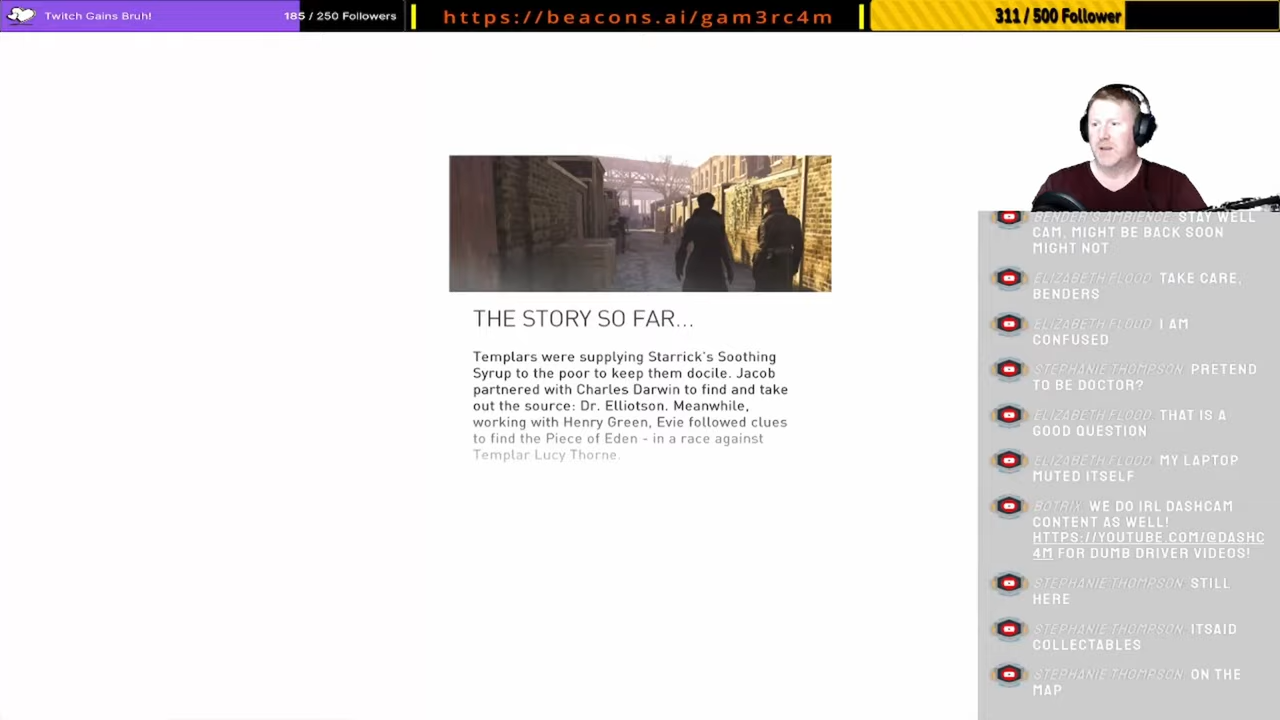 Twitch Gains Bruh!
185 / 250 Followers
https://beacons.ai/gam3rc4m
311 / 500 Follower
THE STORY SO FAR...
Templars were supplying Starrick's Soothing
Syrup to the poor to keep them docile. Jacob
partnered with Charles Darwin to find and take
out the source: Dr. Elliotson. Meanwhile,
working with Henry Green, Evie followed clues
to find the Piece of Eden - in a race against
Templar Lucy Thorne.
BENDER'S AMBIENCE: STAY WELL
CAM, MIGHT BE BACK SOON
MIGHT NOT
ELIZABETH FLOOD: TAKE CARE,
BENDERS
ELIZABETH FLOOD: I AM
CONFUSED
STEPHANIE THOMPSON: PRETEND
TO BE DOCTOR?
ELIZABETH FLOOD: THAT IS A
GOOD QUESTION
ELIZABETH FLOOD: MY LAPTOP
MUTED ITSELF
BOTRIX: WE DO IRL DASHCAM
CONTENT AS WELL!
HTTPS://YOUTUBE.COM/@DASHC
4M FOR DUMB DRIVER VIDEOS!
STEPHANIE THOMPSON: STILL
HERE
STEPHANIE THOMPSON: ITSAID
COLLECTABLES
STEPHANIE THOMPSON: ON THE
MAP